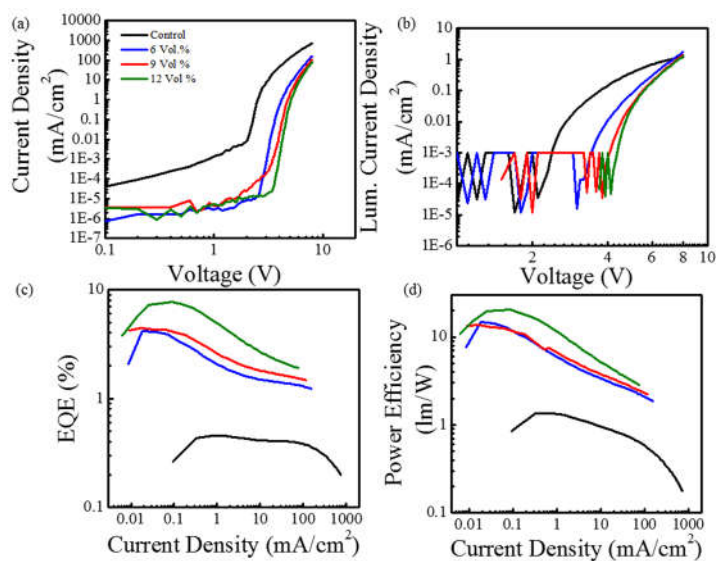 (a)
Current Density
(mA/cm²)
10000
1000
100
10
1
0.1
0.01
1E-3
1E-4
1E-5
1E-6
1E-7
Control
6 Vol.%
9 Vol %
12 Vol %
0.1
1
10
Voltage (V)
(b)
Lum. Current Density
(mA/cm²)
10
1
0.1
0.01
1E-3
1E-4
1E-5
1E-6
2
4
6
8
10
Voltage (V)
(c)
EQE (%)
10
1
0.1
0.01
0.1
1
10
100
1000
Current Density (mA/cm²)
(d)
Power Efficiency
(lm/W)
10
1
0.1
0.01
0.1
1
10
100
1000
Current Density (mA/cm²)